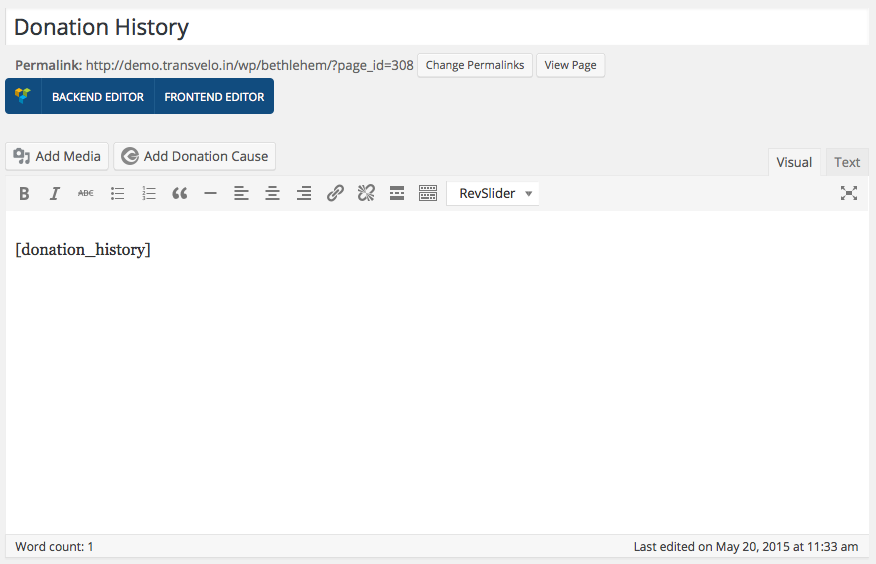 Donation History
Permalink: http://demo.transvelo.in/wp/bethlehem/?page_id=308 Change Permalinks View Page
BACKEND EDITOR FRONTEND EDITOR
Add Media Add Donation Cause Visual Text
B I ABC RevSlider
[donation_history]
Word count: 1 Last edited on May 20, 2015 at 11:33 am